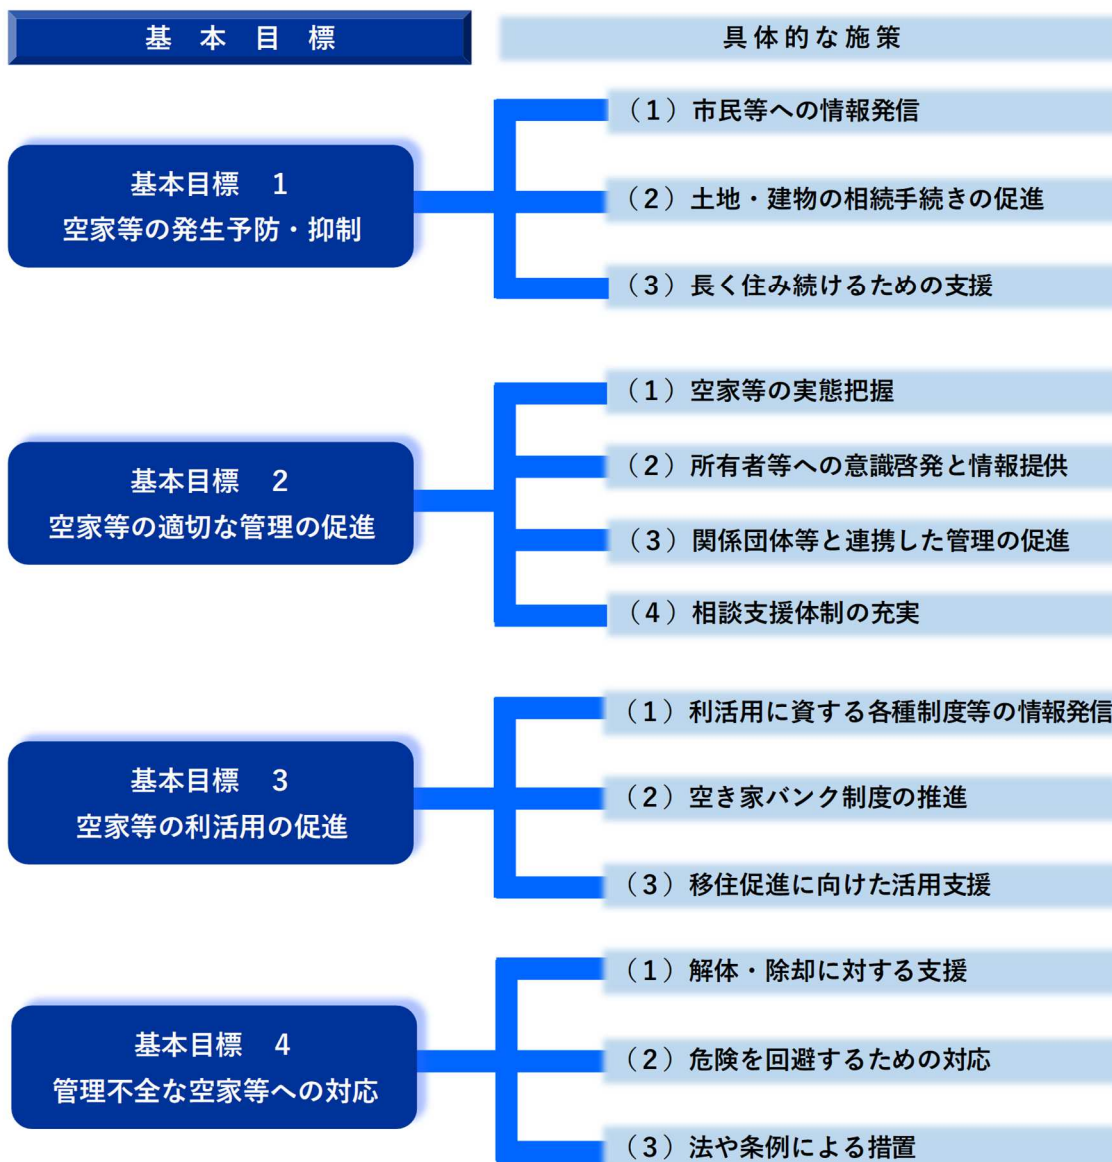 基本目標
具体的な施策
基本目標 1
空家等の発生予防・抑制
(1)市民等への情報発信
(2)土地・建物の相続手続きの促進
(3)長く住み続けるための支援
基本目標 2
空家等の適切な管理の促進
(1)空家等の実態把握
(2)所有者等への意識啓発と情報提供
(3)関係団体等と連携した管理の促進
(4)相談支援体制の充実
基本目標 3
空家等の利活用の促進
(1)利活用に資する各種制度等の情報発信
(2)空き家バンク制度の推進
(3)移住促進に向けた活用支援
基本目標 4
管理不全な空家等への対応
(1)解体・除却に対する支援
(2)危険を回避するための対応
(3)法や条例による措置